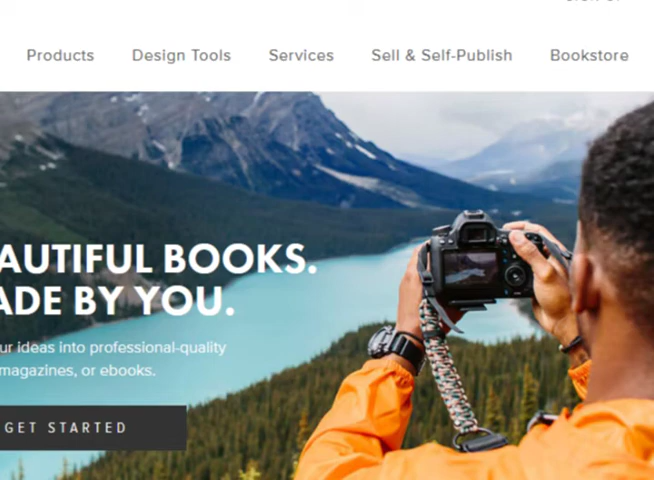 Products Design Tools Services Sell & Self-Publish Bookstore
AUTIFUL BOOKS.
ADE BY YOU.
ur ideas into professional-quality
magazines, or ebooks.
GET STARTED